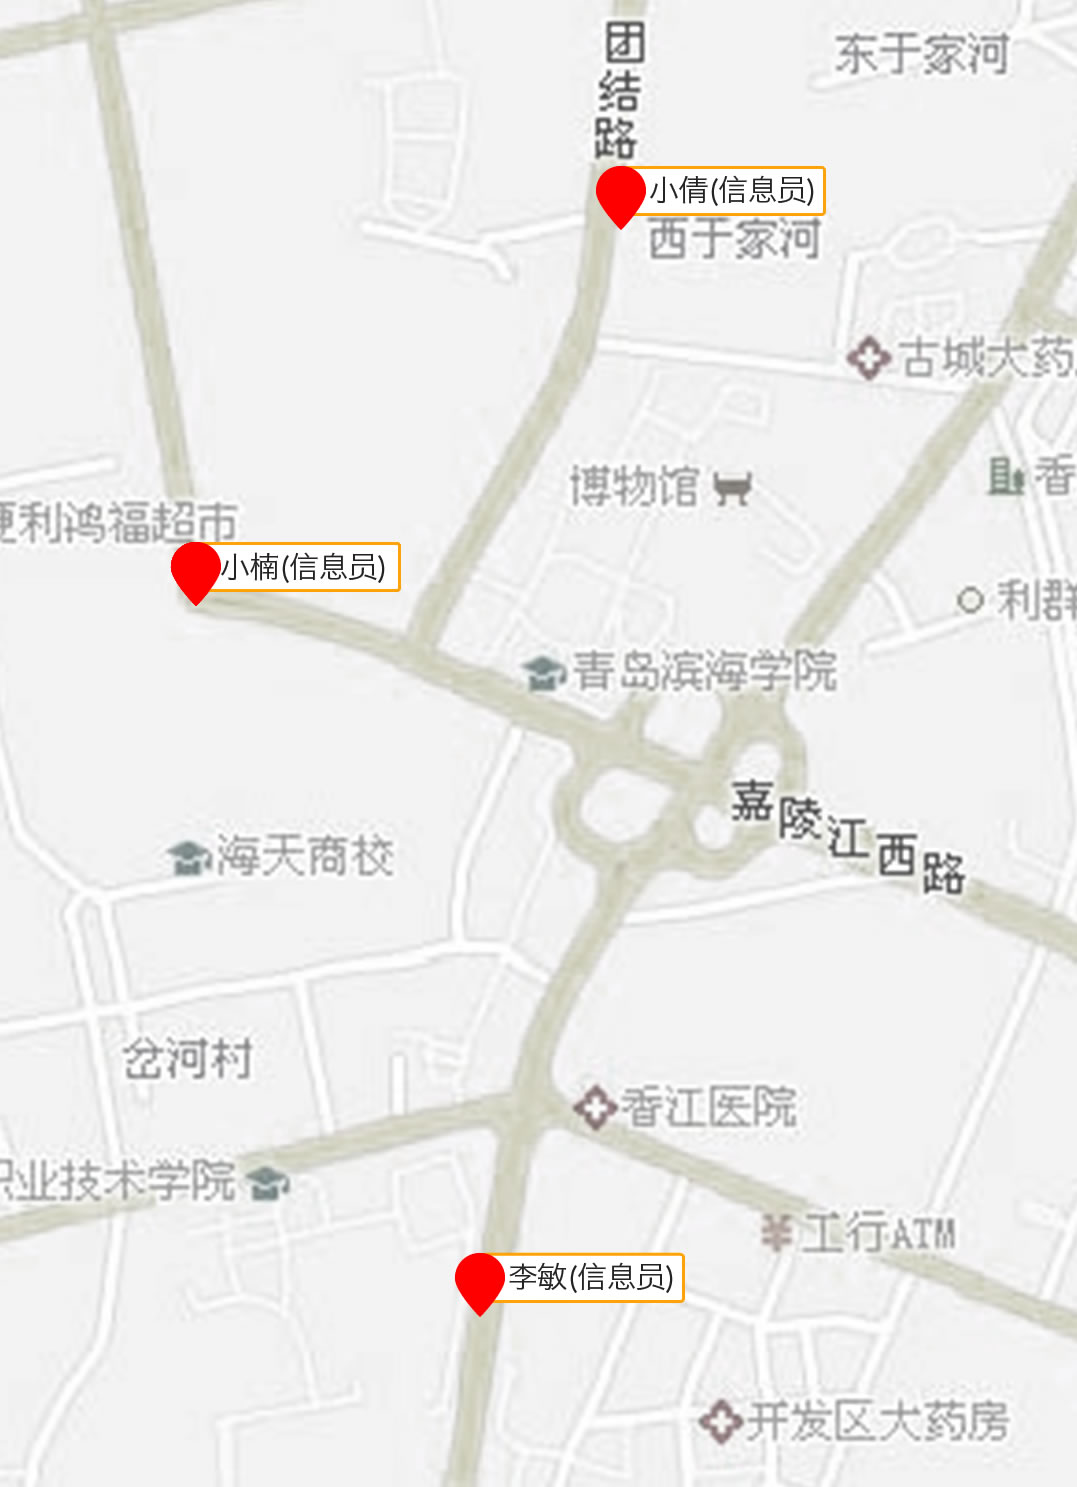 团结路
东于家河
小倩(信息员)
西于家河
古城大药
博物馆
香
便利鸿福超市
小楠(信息员)
利群
青岛滨海学院
嘉陵江西路
海天商校
岔河村
香江医院
职业技术学院
工行ATM
李敏(信息员)
开发区大药房